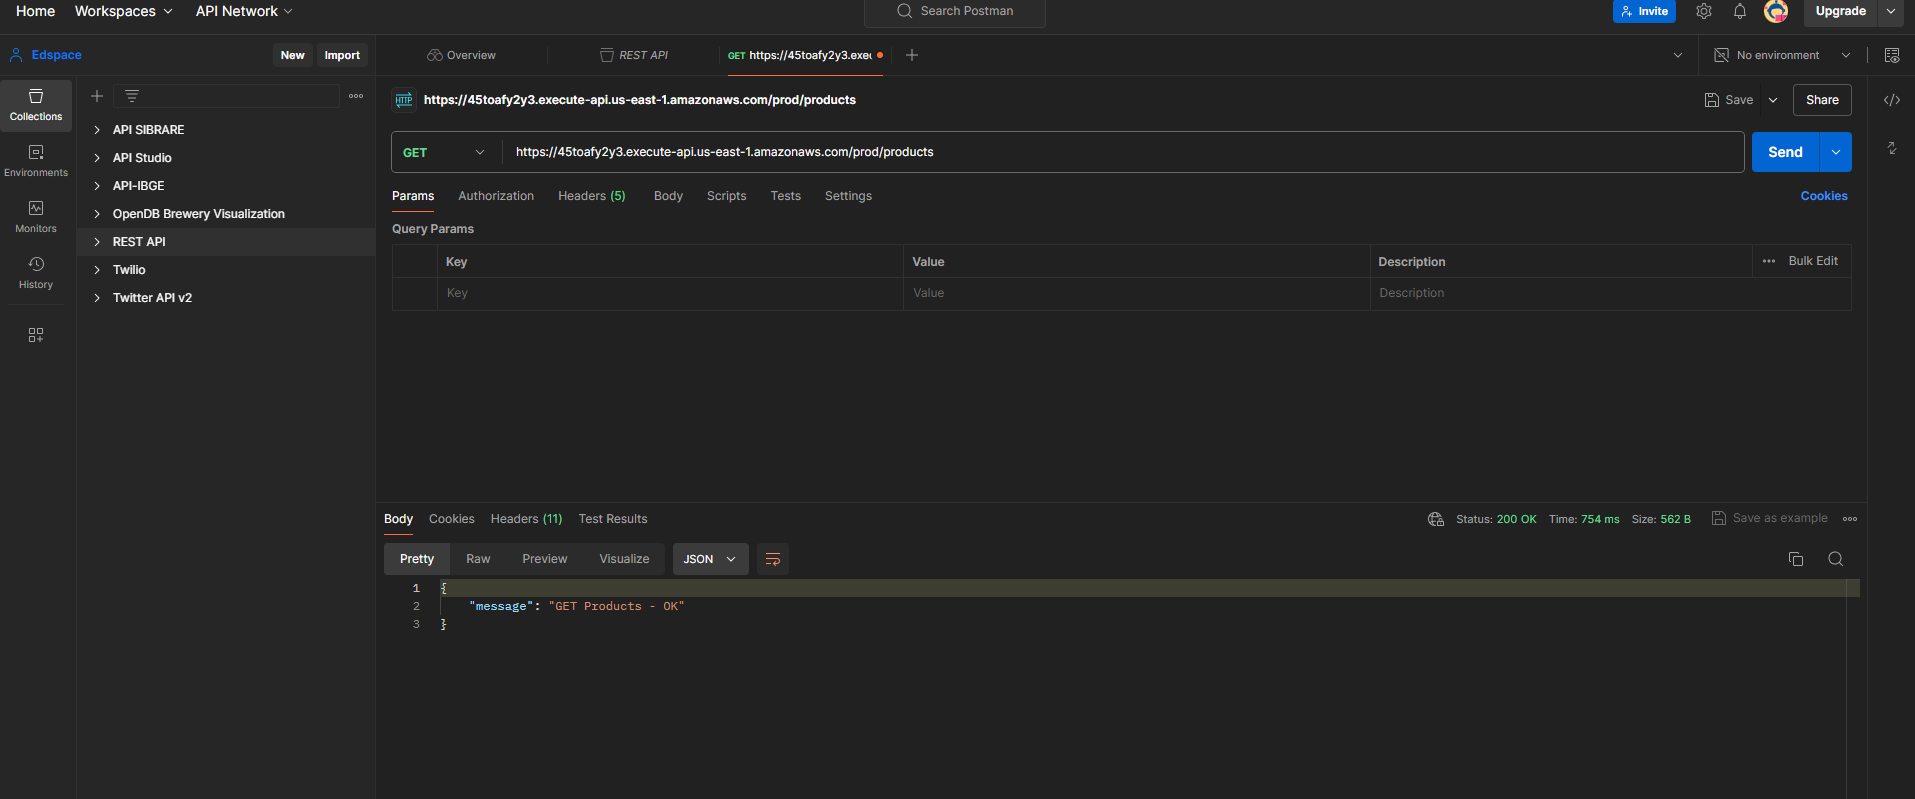 Home Workspaces API Network Search Postman Invite Upgrade
Edspace New Import Overview REST API GET https://45toafy2y3.exec No environment
Collections
Environments
Monitors
History
API SIBRARE
API Studio
API-IBGE
OpenDB Brewery Visualization
REST API
Twilio
Twitter API v2
HTTP https://45toafy2y3.execute-api.us-east-1.amazonaws.com/prod/products Save Share
GET https://45toafy2y3.execute-api.us-east-1.amazonaws.com/prod/products Send
Params Authorization Headers (5) Body Scripts Tests Settings Cookies
Query Params
Key Value Description Bulk Edit
Key Value Description
Body Cookies Headers (11) Test Results Status: 200 OK Time: 754 ms Size: 562 B Save as example
Pretty Raw Preview Visualize JSON
1 {
2 "message": "GET Products - OK"
3 }